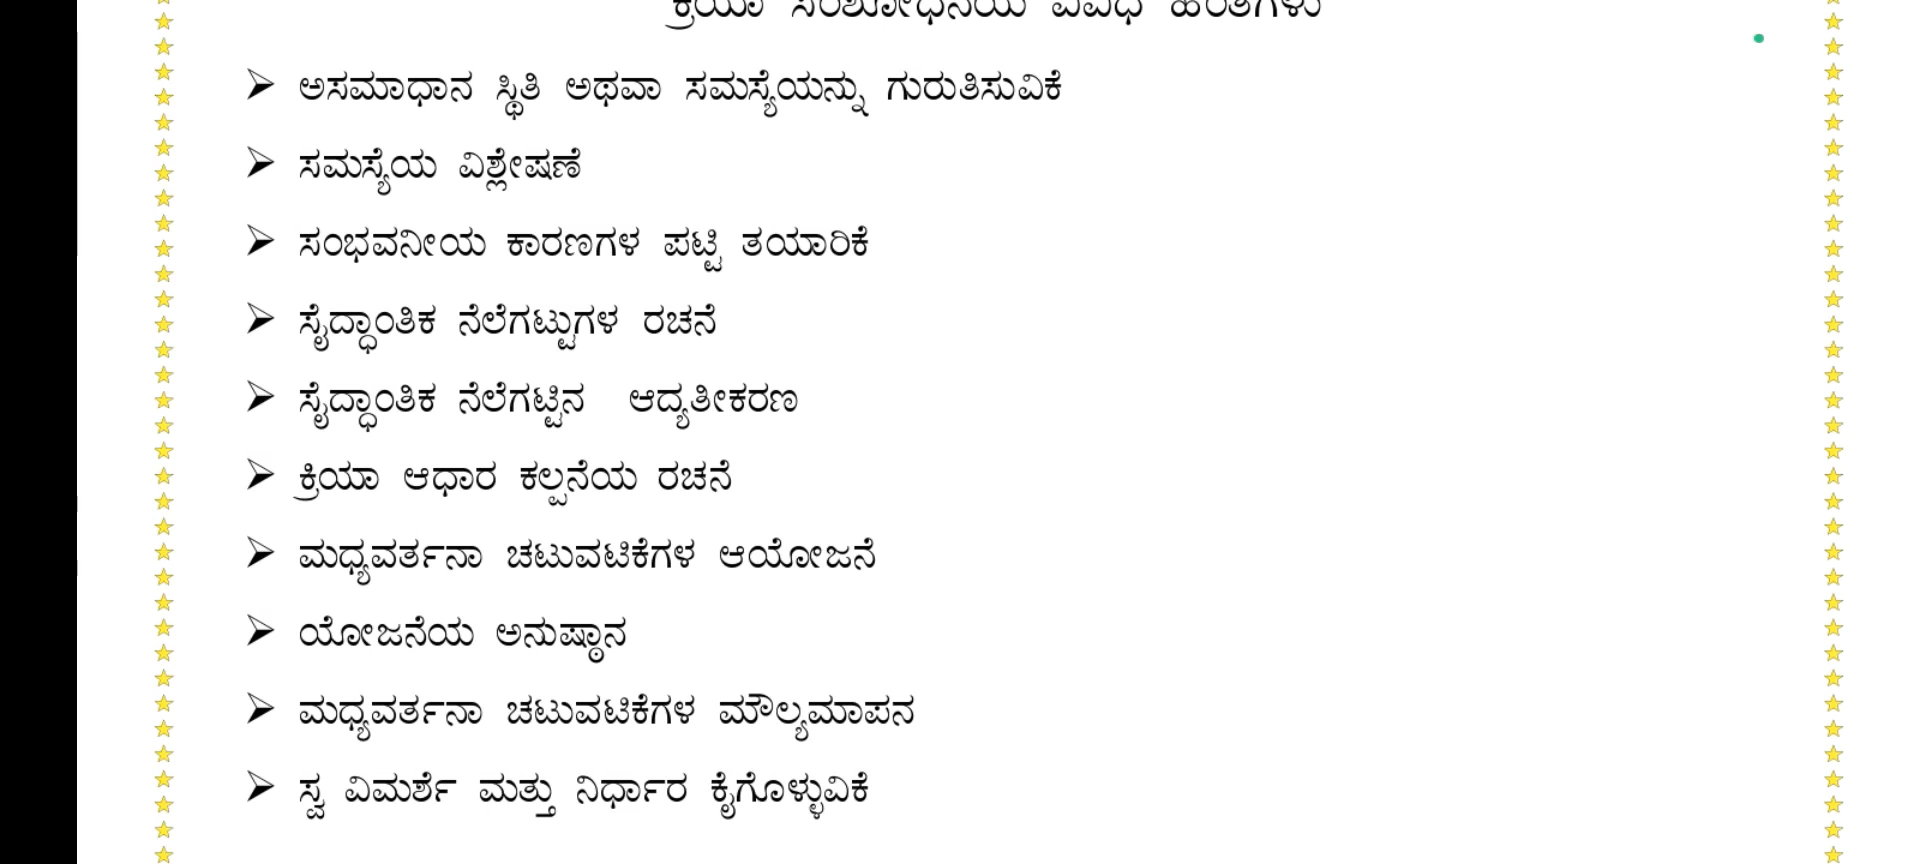 ಕ್ರಿಯಾ ಸಂಶೋಧನೆಯ ವಿವಿಧ ಹಂತಗಳು
➢ ಅಸಮಾಧಾನ ಸ್ಥಿತಿ ಅಥವಾ ಸಮಸ್ಯೆಯನ್ನು ಗುರುತಿಸುವಿಕೆ
➢ ಸಮಸ್ಯೆಯ ವಿಶ್ಲೇಷಣೆ
➢ ಸಂಭವನೀಯ ಕಾರಣಗಳ ಪಟ್ಟಿ ತಯಾರಿಕೆ
➢ ಸೈದ್ಧಾಂತಿಕ ನೆಲೆಗಟ್ಟುಗಳ ರಚನೆ
➢ ಸೈದ್ಧಾಂತಿಕ ನೆಲೆಗಟ್ಟಿನ ಆದ್ಯತೀಕರಣ
➢ ಕ್ರಿಯಾ ಆಧಾರ ಕಲ್ಪನೆಯ ರಚನೆ
➢ ಮಧ್ಯವರ್ತನಾ ಚಟುವಟಿಕೆಗಳ ಆಯೋಜನೆ
➢ ಯೋಜನೆಯ ಅನುಷ್ಠಾನ
➢ ಮಧ್ಯವರ್ತನಾ ಚಟುವಟಿಕೆಗಳ ಮೌಲ್ಯಮಾಪನ
➢ ಸ್ವ ವಿಮರ್ಶೆ ಮತ್ತು ನಿರ್ಧಾರ ಕೈಗೊಳ್ಳುವಿಕೆ